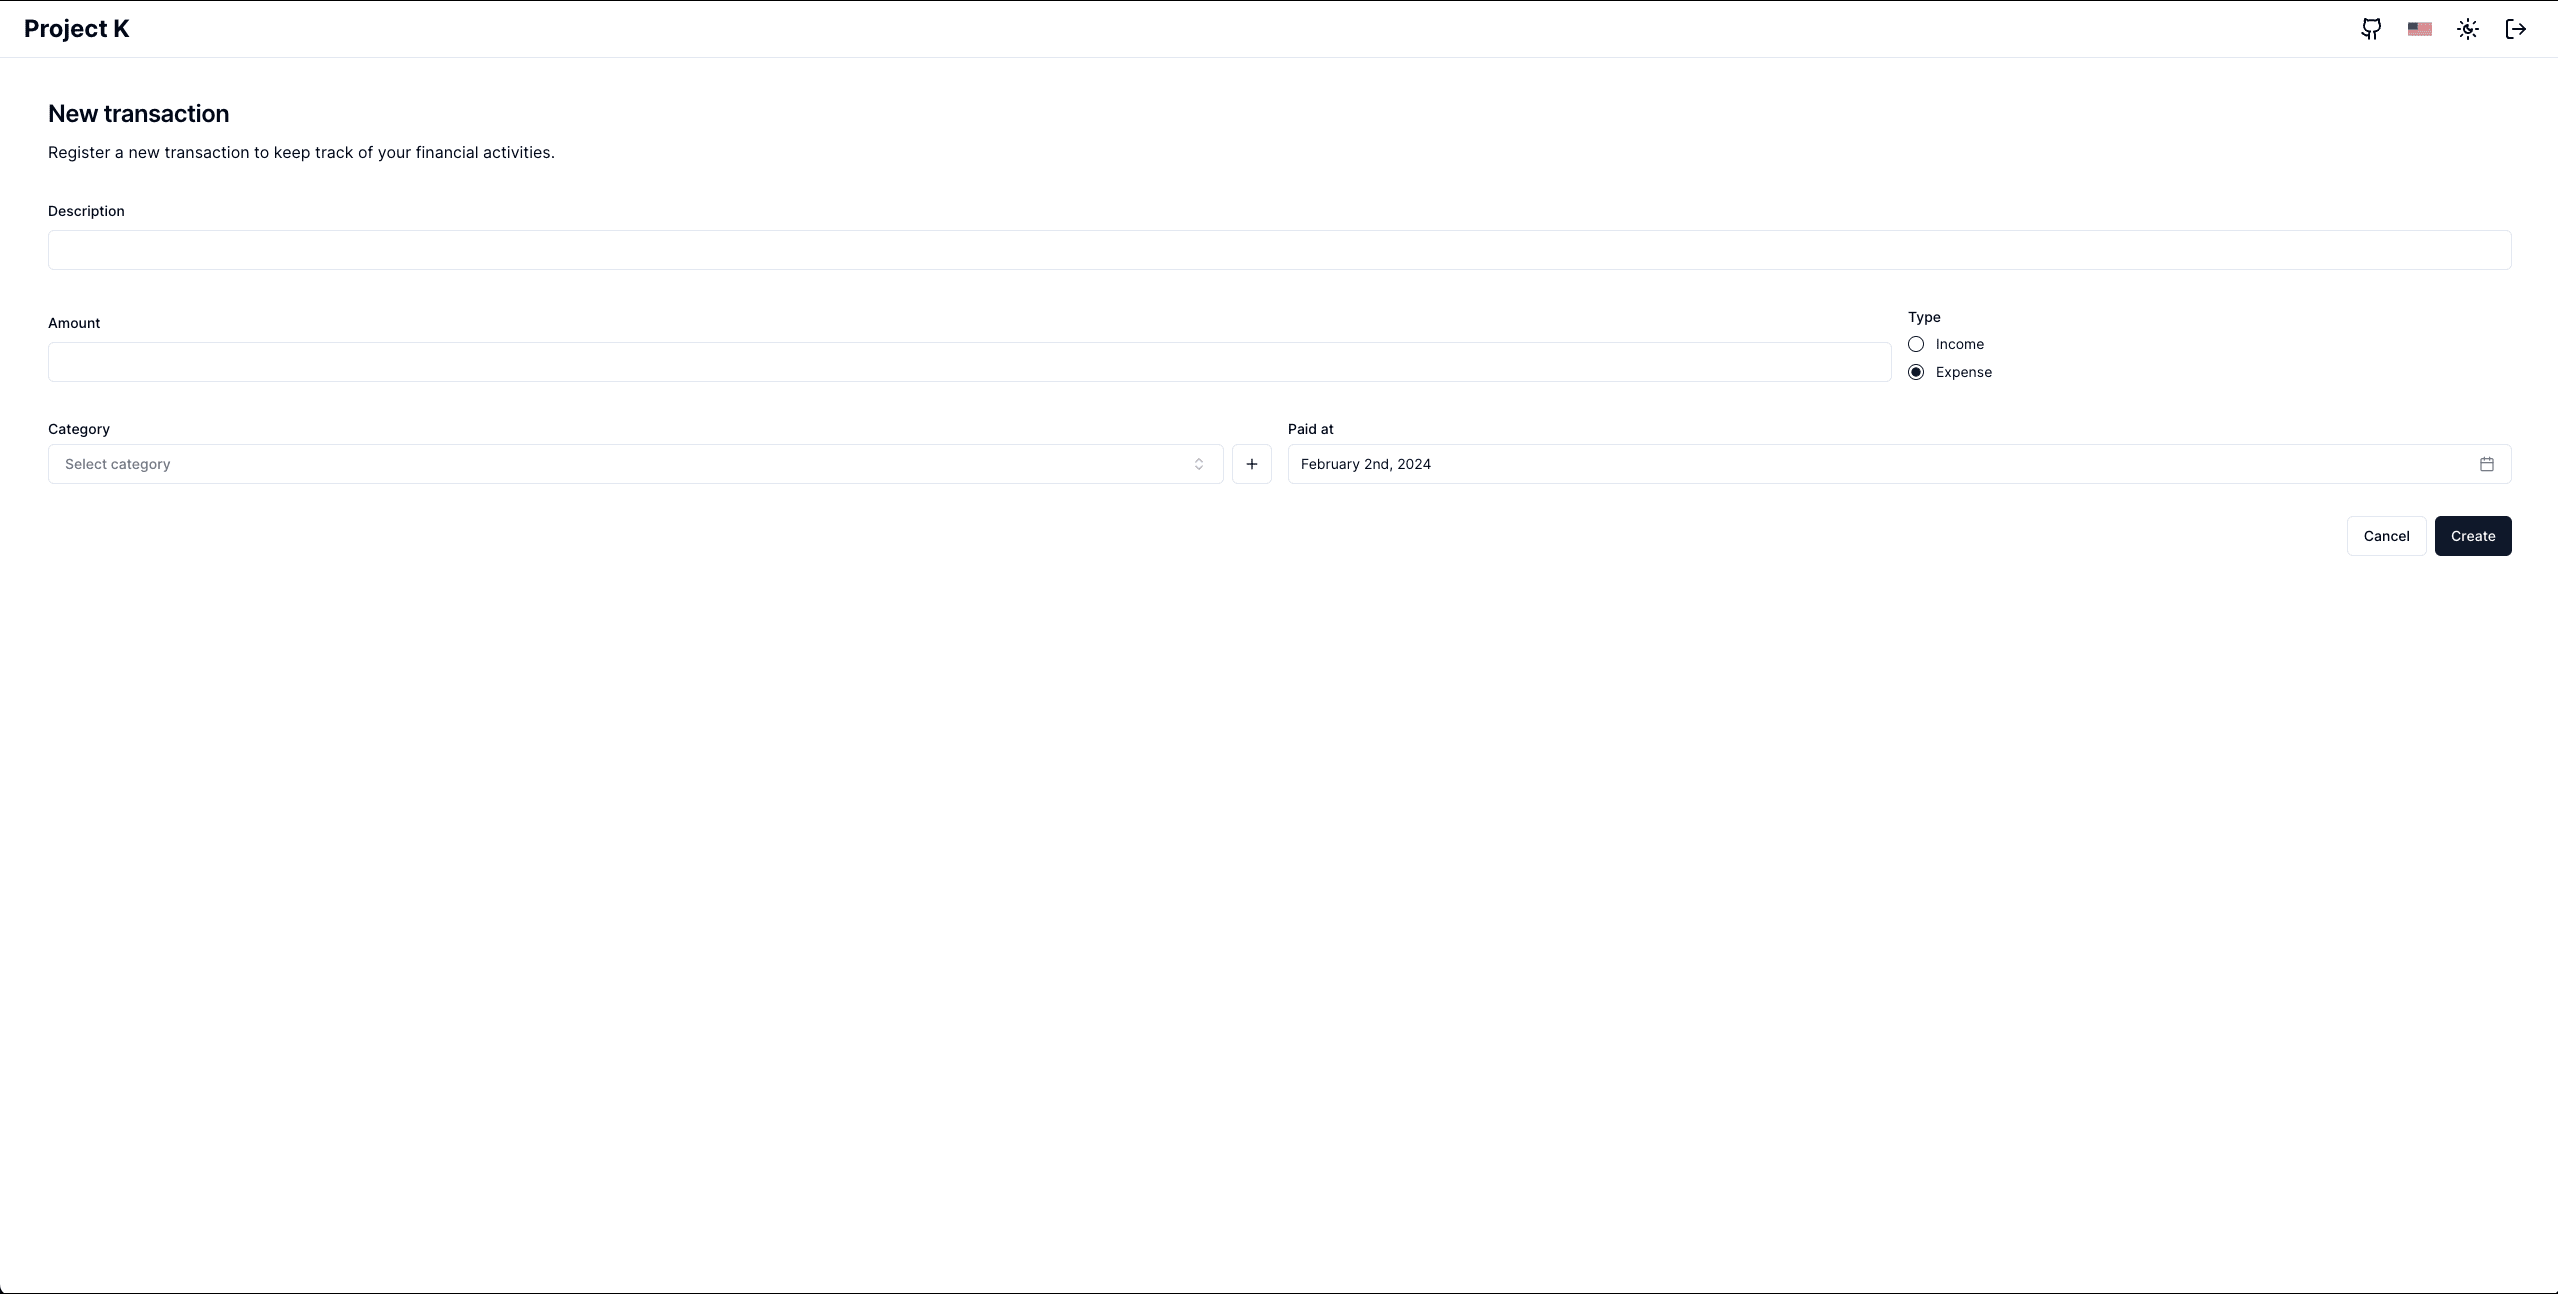 Project K
New transaction
Register a new transaction to keep track of your financial activities.
Description
Amount
Type
Income
Expense
Category
Paid at
Select category
February 2nd, 2024
Cancel
Create